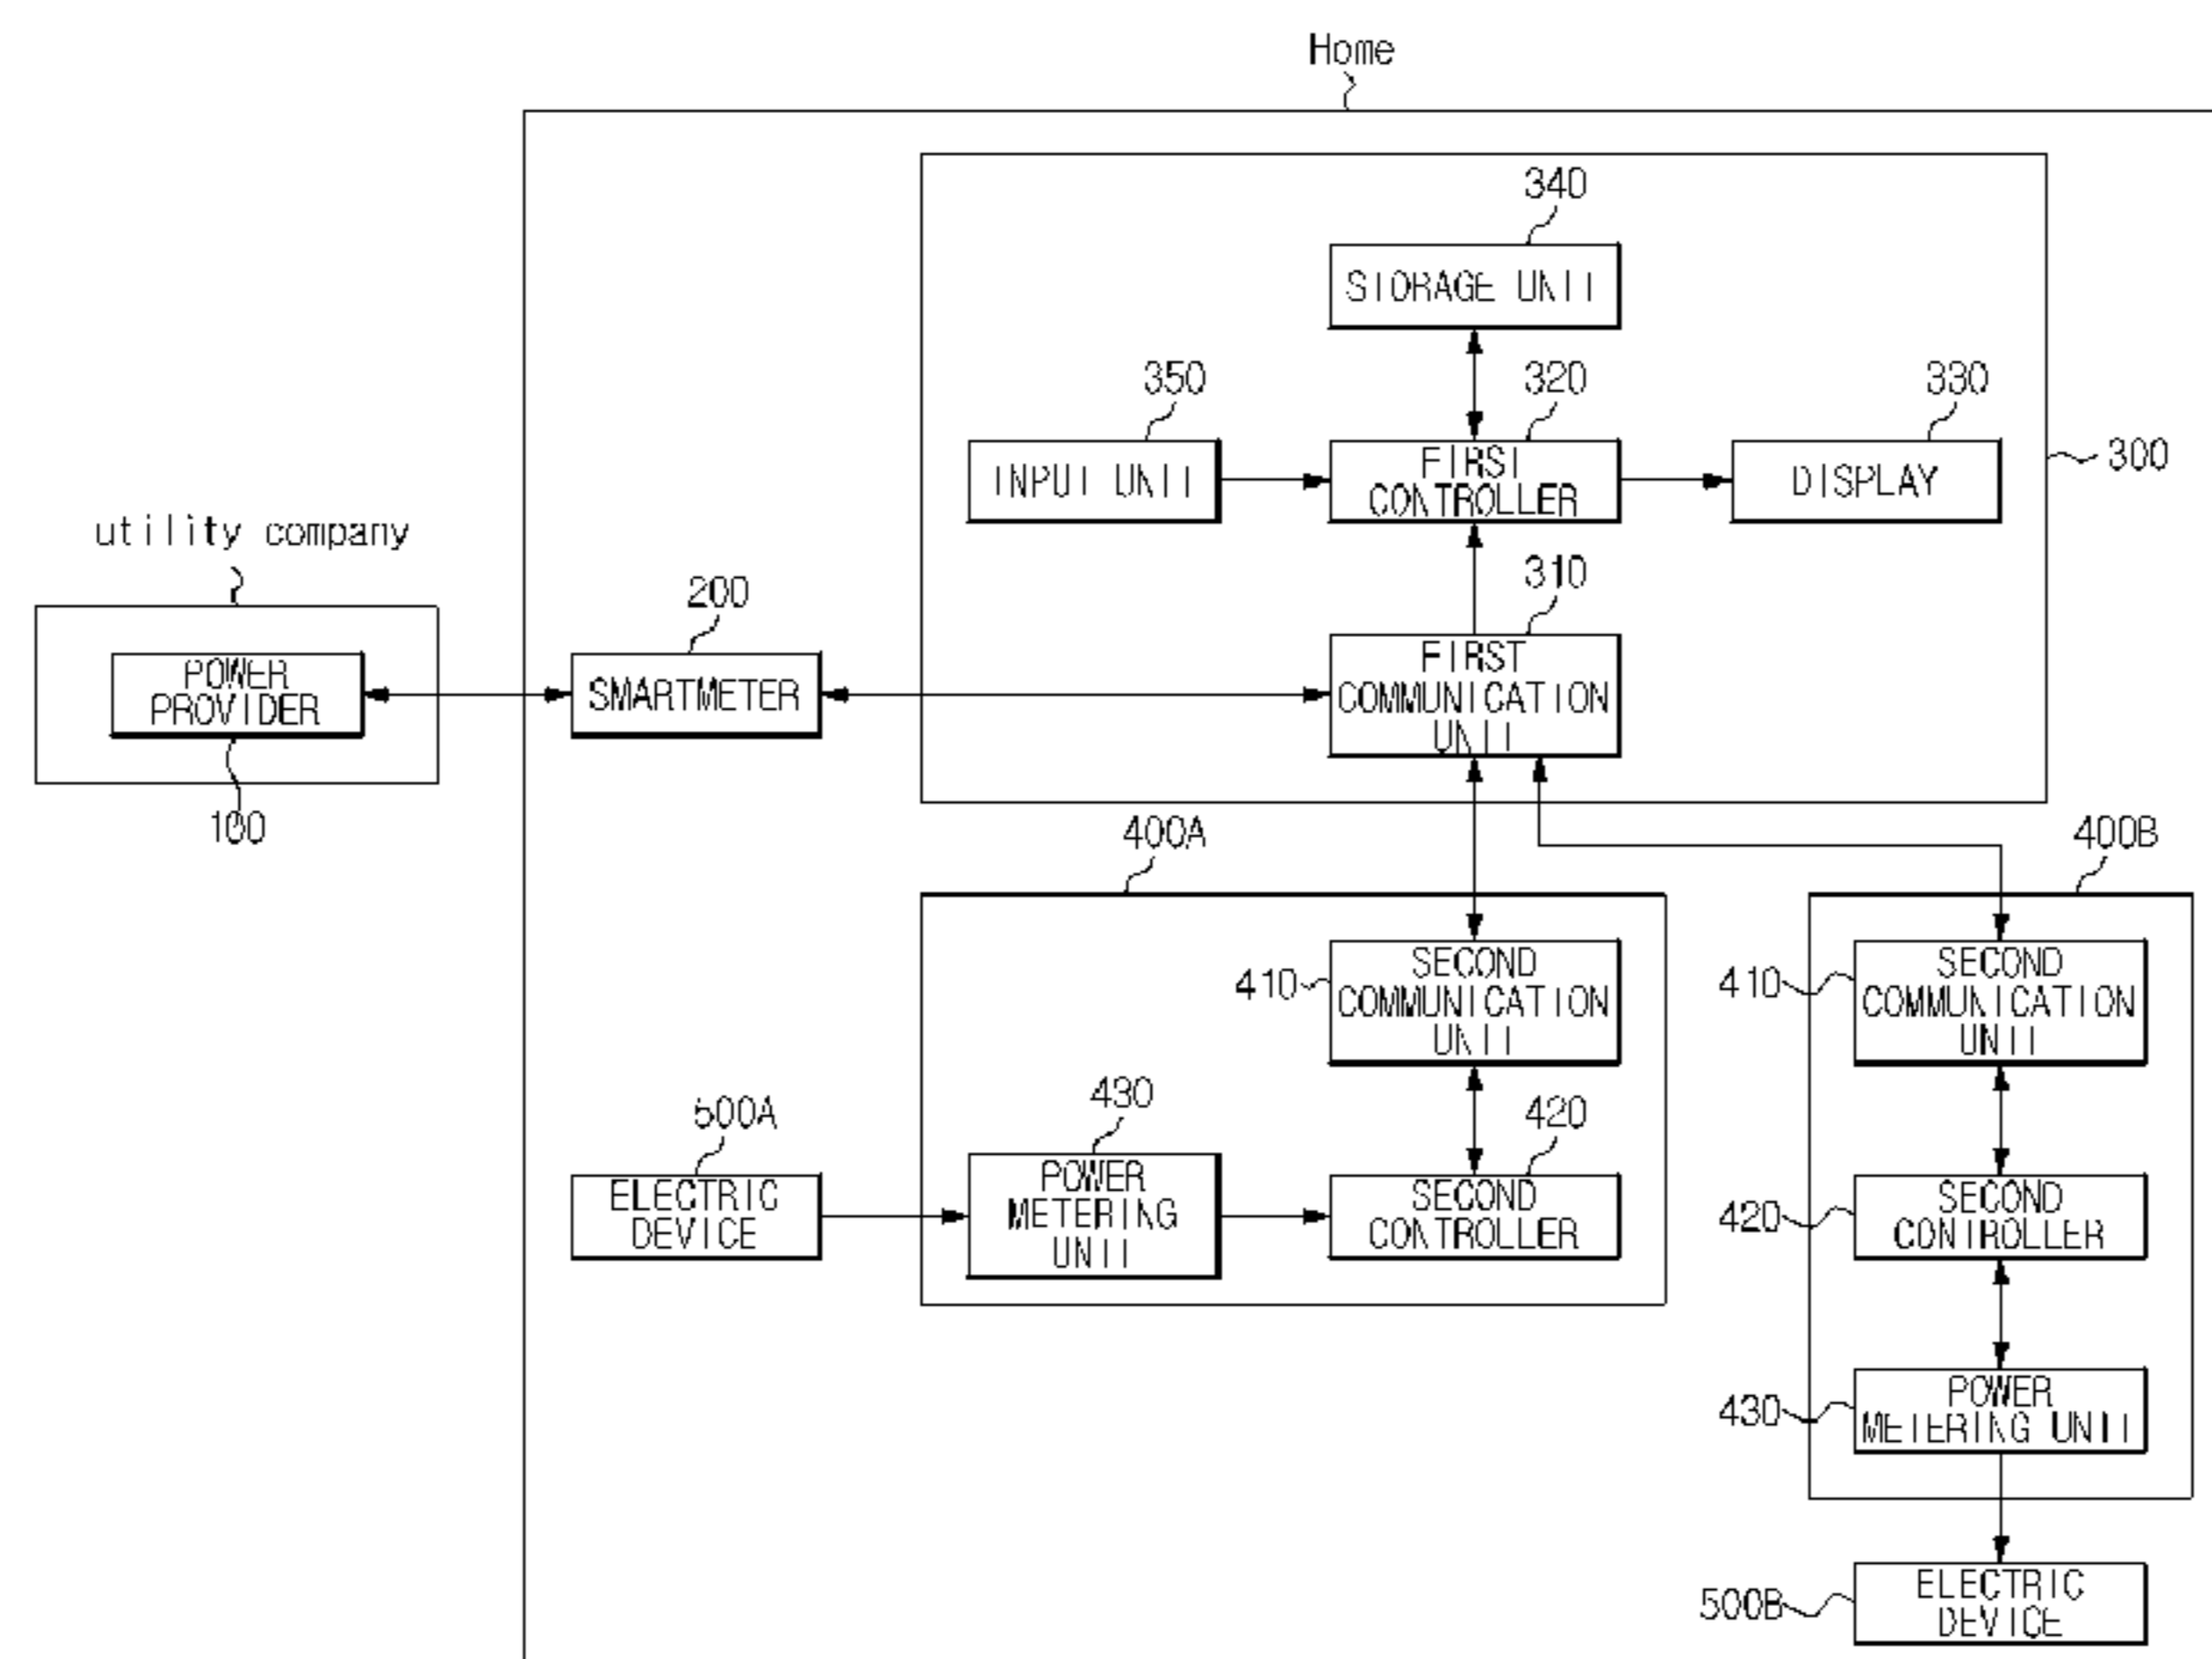 Home
340
STORAGE UNIT
350
320
330
INPUT UNIT
FIRST
CONTROLLER
DISPLAY
300
utility company
200
310
POWER
PROVIDER
SMARTMETER
FIRST
COMMUNICATION
UNIT
100
400A
400B
410
SECOND
COMMUNICATION
UNIT
410
SECOND
COMMUNICATION
UNIT
500A
430
420
ELECTRIC
DEVICE
POWER
METERING
UNIT
SECOND
CONTROLLER
420
SECOND
CONTROLLER
430
POWER
METERING UNIT
500B
ELECTRIC
DEVICE